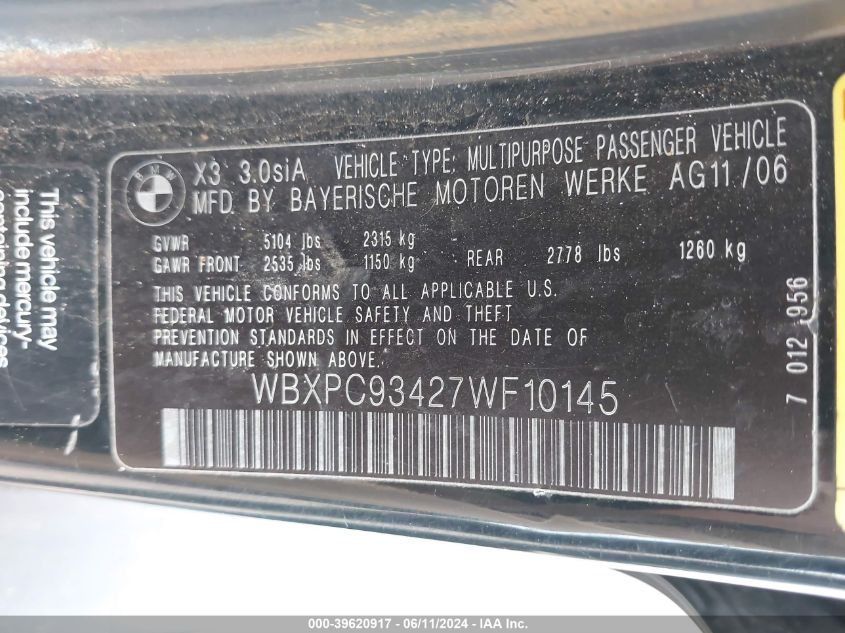 BMW
X3 3.0siA VEHICLE TYPE: MULTIPURPOSE PASSENGER VEHICLE
MFD BY BAYERISCHE MOTOREN WERKE AG11/06
GVWR 5104 lbs 2315 kg
GAWR FRONT 2535 lbs 1150 kg REAR 2778 lbs 1260 kg
THIS VEHICLE CONFORMS TO ALL APPLICABLE U.S.
FEDERAL MOTOR VEHICLE SAFETY AND THEFT
PREVENTION STANDARDS IN EFFECT ON THE DATE OF
MANUFACTURE SHOWN ABOVE.
WBXPC93427WF10145
7 012 956
This vehicle may
include mercury-
containing devices
000-39620917 - 06/11/2024 - IAA Inc.